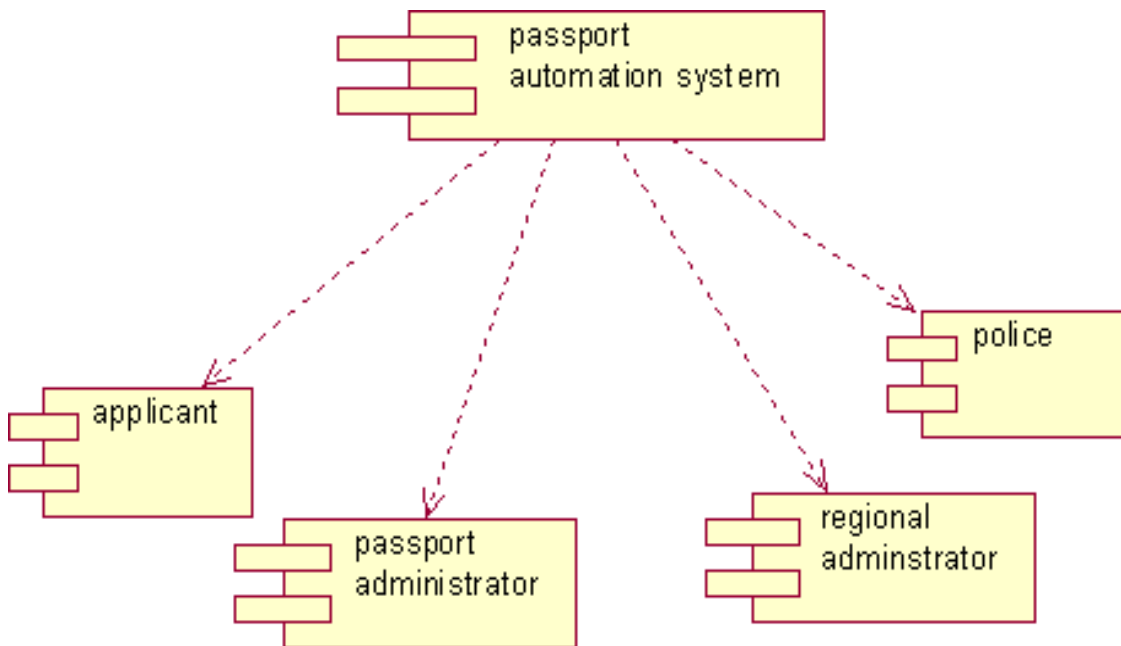 passport
automation system
police
applicant
regional
adminstrator
passport
administrator